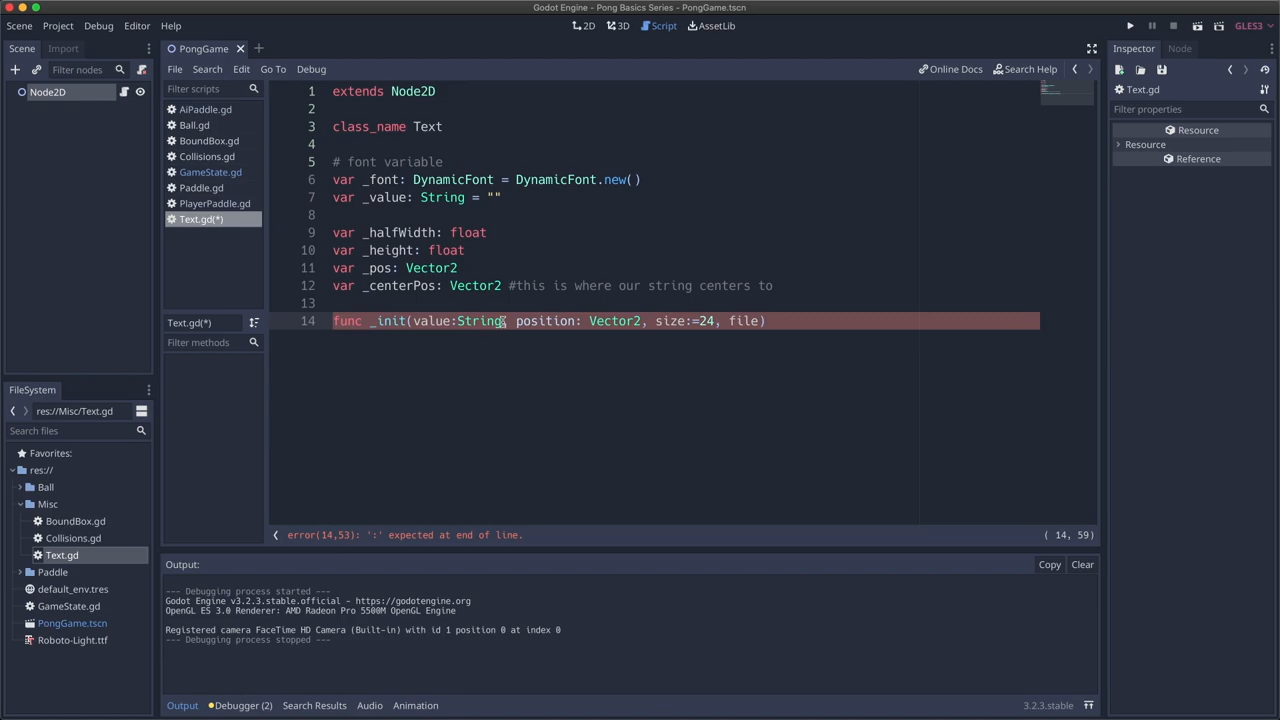 Godot Engine - Pong Basics Series - PongGame.tscn
Scene Project Debug Editor Help
2D 3D Script AssetLib
GLES3
Scene Import
Filter nodes
Node2D
PongGame
File Search Edit Go To Debug
Online Docs Search Help
Filter scripts
AiPaddle.gd
Ball.gd
BoundBox.gd
Collisions.gd
GameState.gd
Paddle.gd
PlayerPaddle.gd
Text.gd(*)
Text.gd(*)
Filter methods
1 extends Node2D
2
3 class_name Text
4
5 # font variable
6 var _font: DynamicFont = DynamicFont.new()
7 var _value: String = ""
8
9 var _halfWidth: float
10 var _height: float
11 var _pos: Vector2
12 var _centerPos: Vector2 #this is where our string centers to
13
14 func _init(value:String, position: Vector2, size:=24, file)
error(14,53): ':' expected at end of line.
( 14, 59)
Inspector Node
Text.gd
Filter properties
Resource
Resource
Reference
FileSystem
res://Misc/Text.gd
Search files
Favorites:
res://
Ball
Misc
BoundBox.gd
Collisions.gd
Text.gd
Paddle
default_env.tres
GameState.gd
PongGame.tscn
Roboto-Light.ttf
Output:
Copy Clear
--- Debugging process started ---
Godot Engine v3.2.3.stable.official - https://godotengine.org
OpenGL ES 3.0 Renderer: AMD Radeon Pro 5500M OpenGL Engine
Registered camera FaceTime HD Camera (Built-in) with id 1 position 0 at index 0
--- Debugging process stopped ---
Output Debugger (2) Search Results Audio Animation
3.2.3.stable